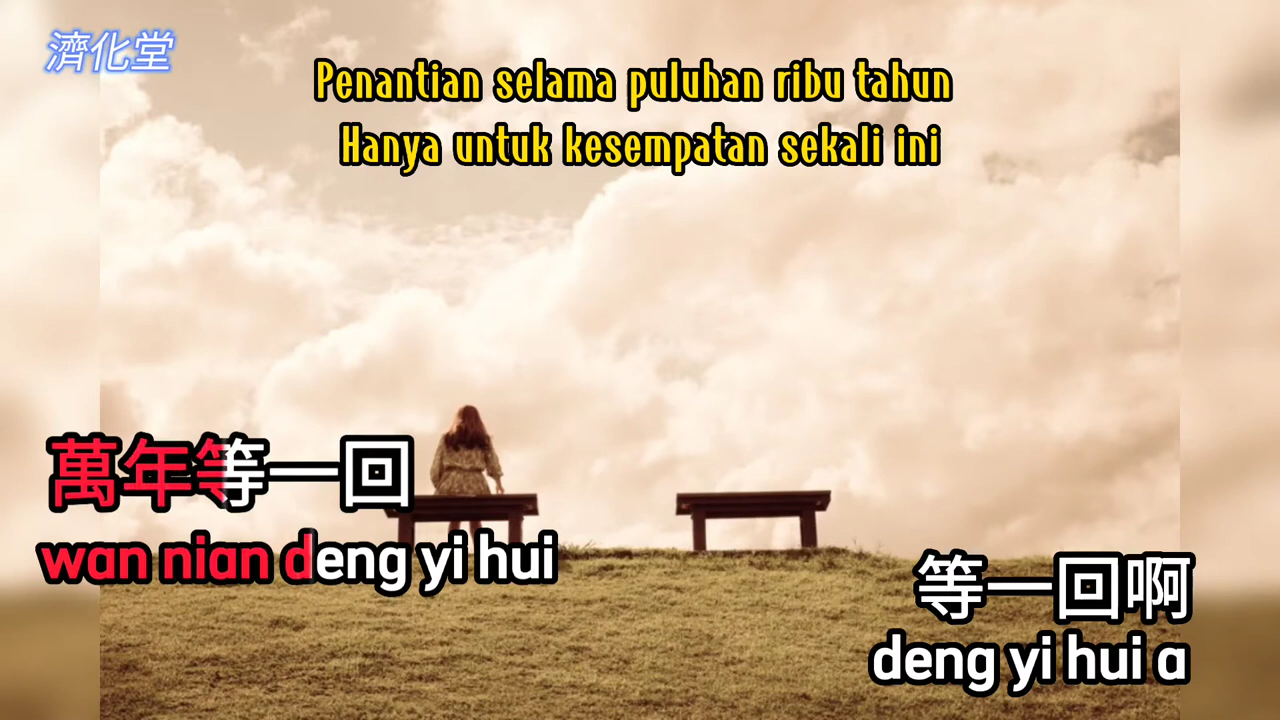 濟化堂
Penantian selama puluhan ribu tahun
Hanya untuk kesempatan sekali ini
萬年等一回
wan nian deng yi hui
等一回啊
deng yi hui a